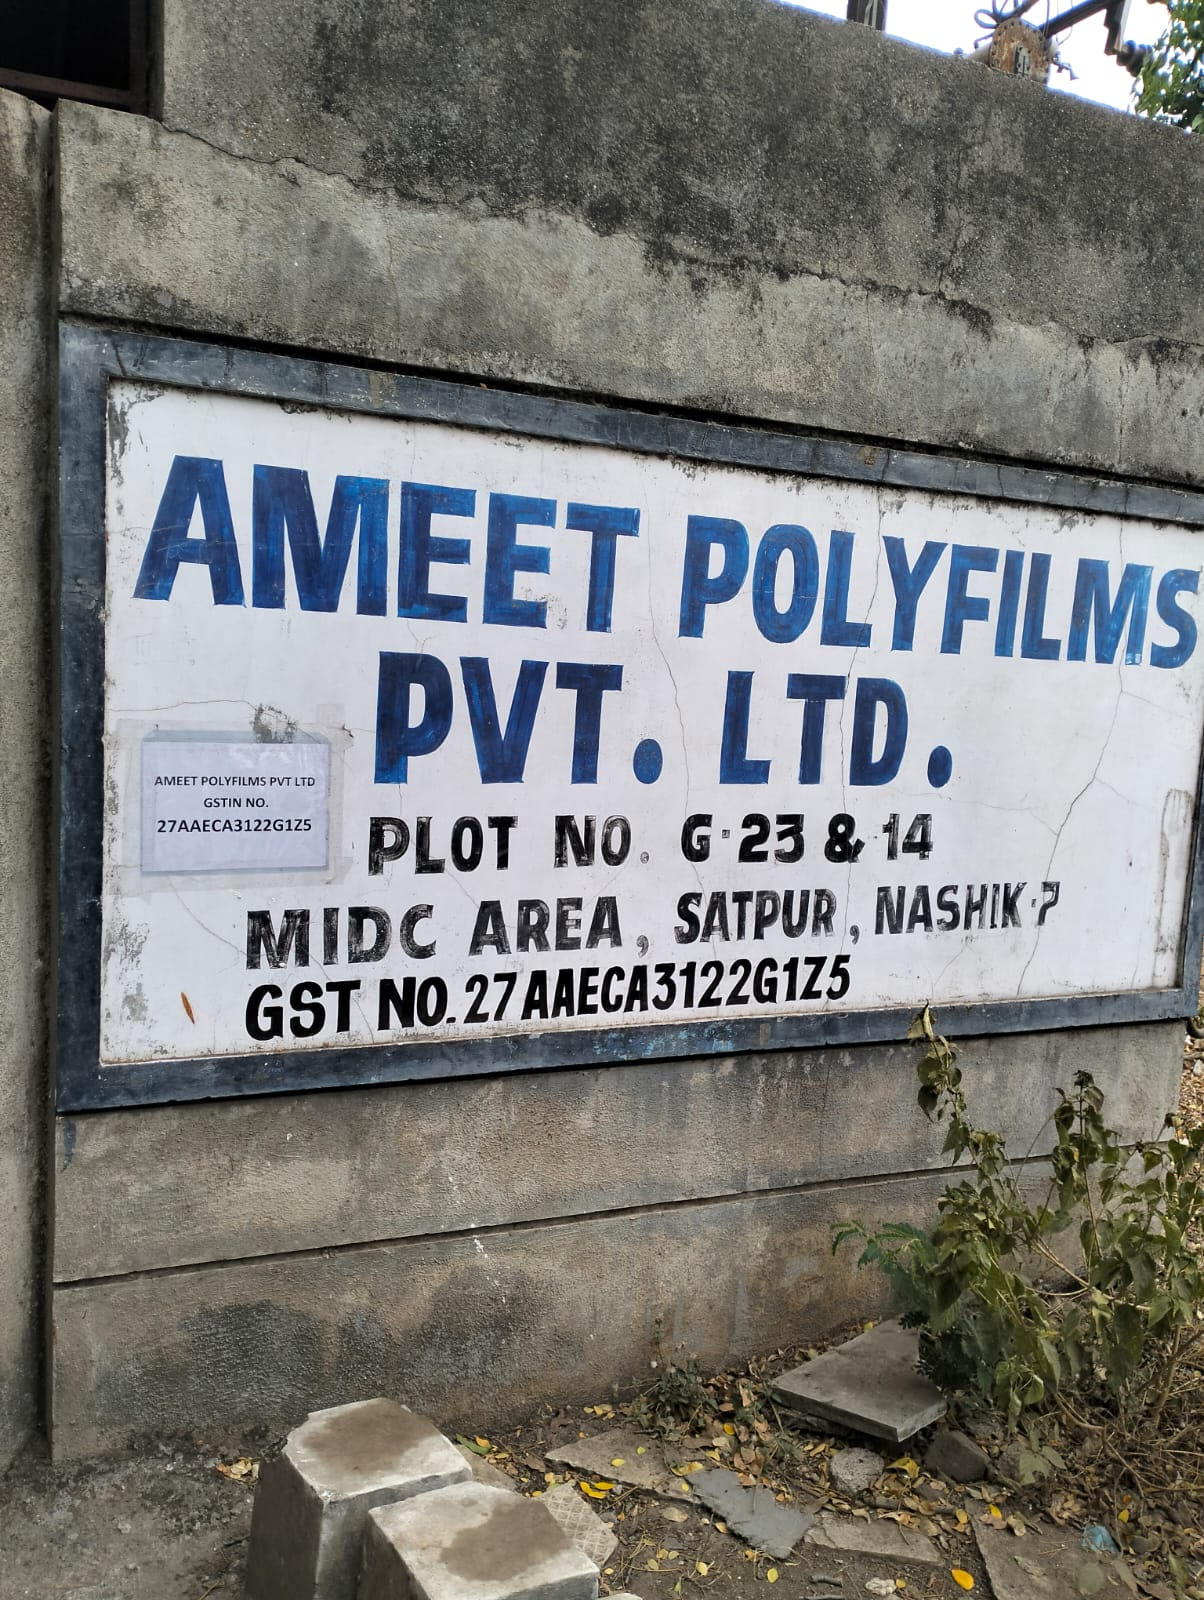 AMEET POLYFILMS
PVT. LTD.
PLOT NO. G-23 & 14
MIDC AREA, SATPUR, NASHIK-7
GST NO. 27AAECA3122G1Z5
AMEET POLYFILMS PVT LTD
GSTIN NO.
27AAECA3122G1Z5